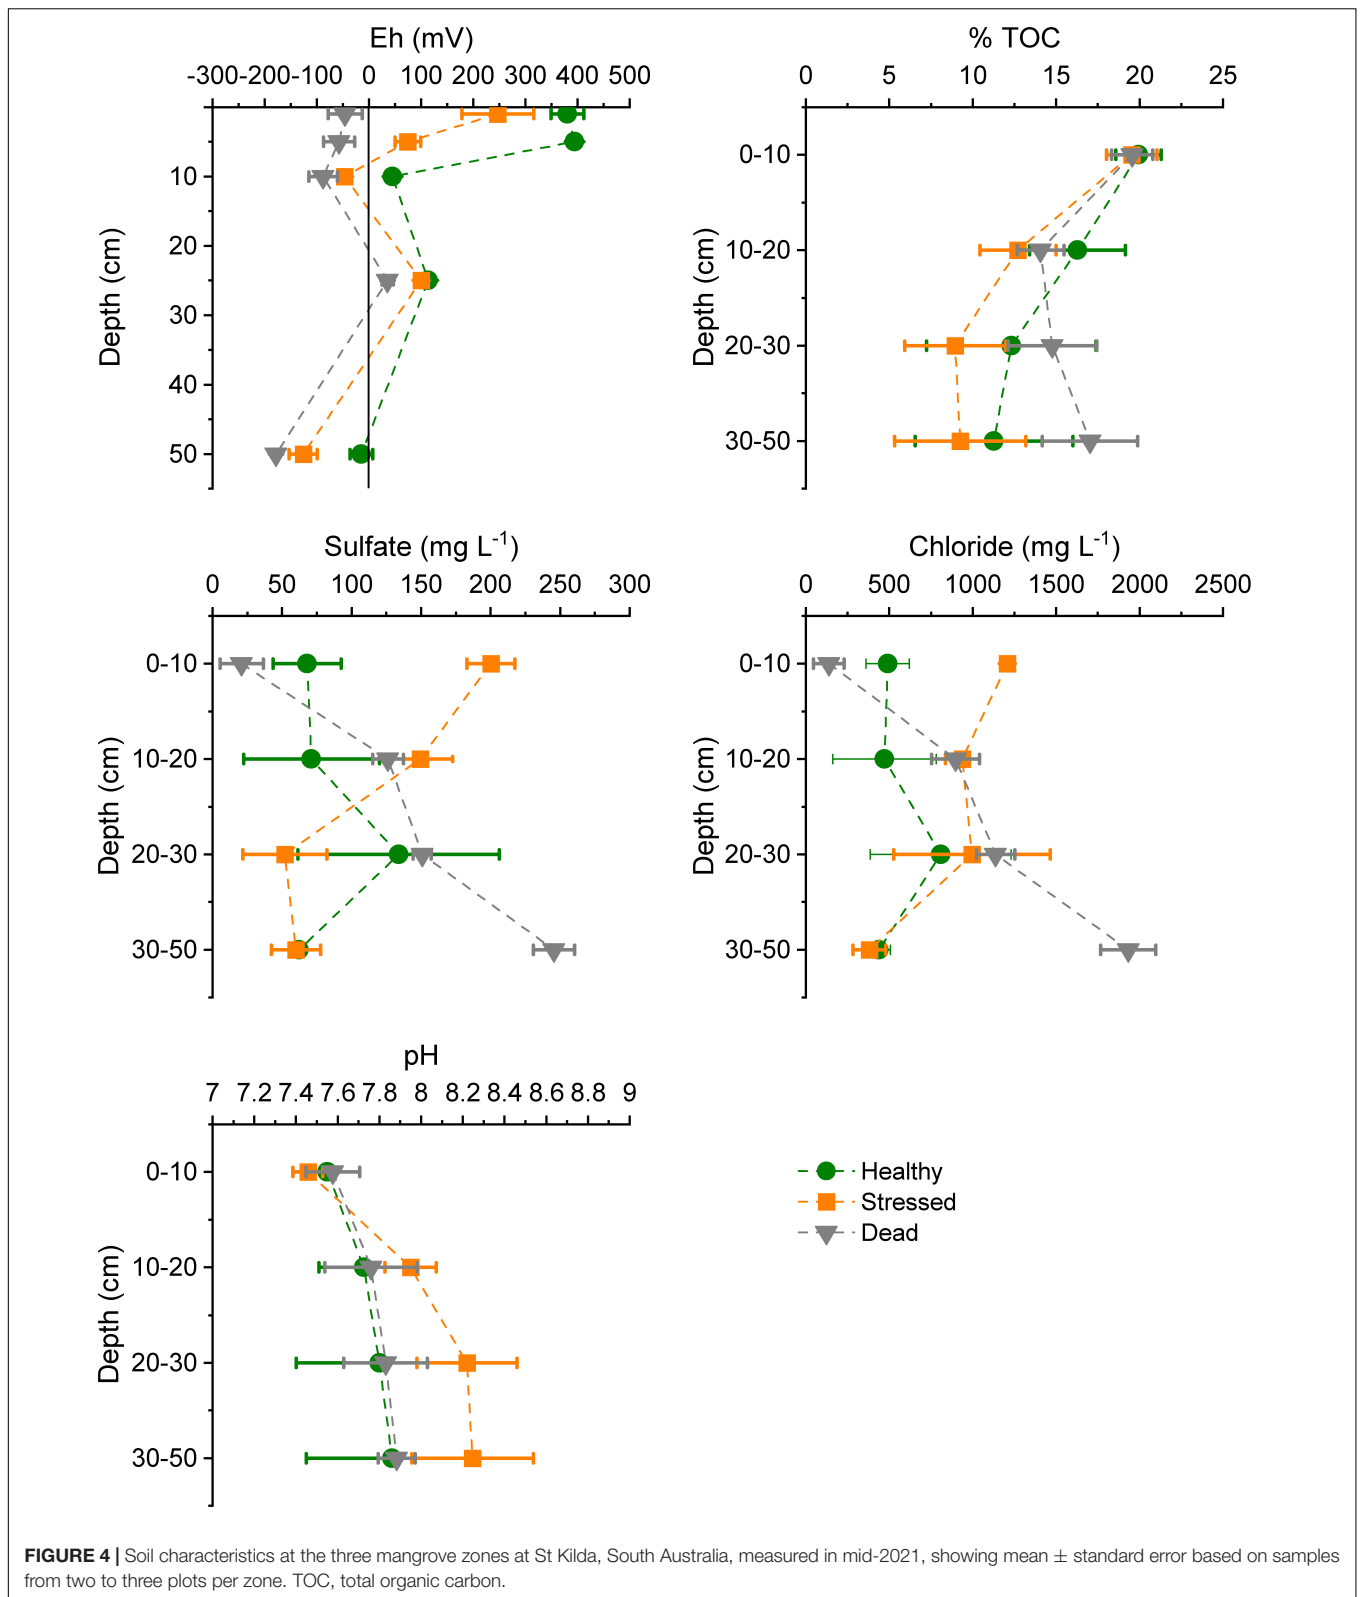 Eh (mV)
-300 -200 -100 0 100 200 300 400 500
10
20
30
40
50
Depth (cm)
% TOC
0 5 10 15 20 25
0-10
10-20
20-30
30-50
Depth (cm)
Sulfate (mg L-1)
0 50 100 150 200 250 300
0-10
10-20
20-30
30-50
Depth (cm)
Chloride (mg L-1)
0 500 1000 1500 2000 2500
0-10
10-20
20-30
30-50
Depth (cm)
pH
7 7.2 7.4 7.6 7.8 8 8.2 8.4 8.6 8.8 9
0-10
10-20
20-30
30-50
Depth (cm)
Healthy
Stressed
Dead
FIGURE 4 | Soil characteristics at the three mangrove zones at St Kilda, South Australia, measured in mid-2021, showing mean ± standard error based on samples
from two to three plots per zone. TOC, total organic carbon.